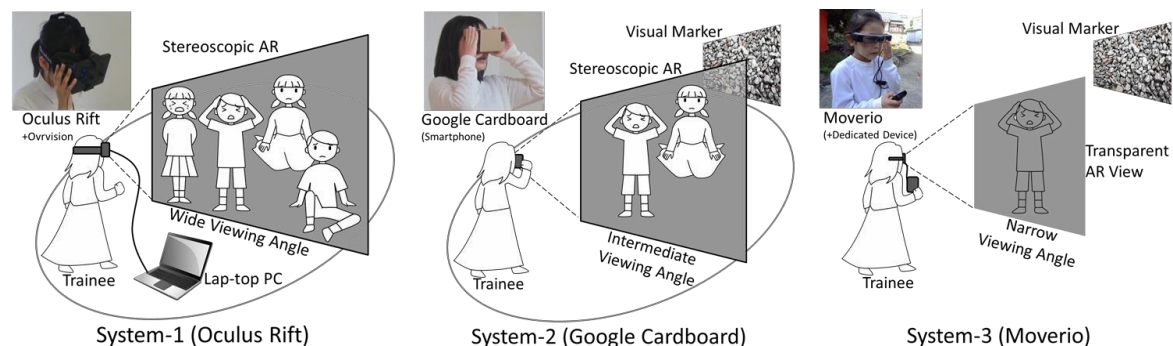 Stereoscopic AR
Oculus Rift
+Ovrvision
Wide Viewing Angle
Trainee
Lap-top PC
System-1 (Oculus Rift)
Visual Marker
Stereoscopic AR
Google Cardboard
(Smartphone)
Intermediate
Viewing Angle
Trainee
System-2 (Google Cardboard)
Visual Marker
Moverio
(+Dedicated Device)
Transparent
AR View
Narrow
Viewing Angle
Trainee
System-3 (Moverio)